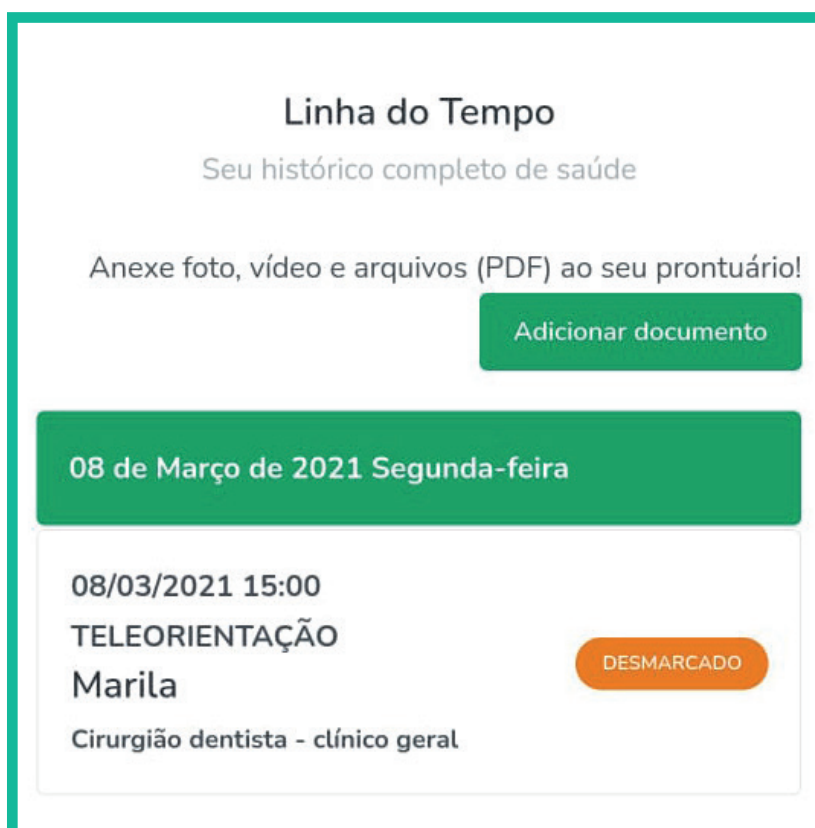 Linha do Tempo
Seu histórico completo de saúde
Anexe foto, vídeo e arquivos (PDF) ao seu prontuário!
Adicionar documento
08 de Março de 2021 Segunda-feira
08/03/2021 15:00
TELEORIENTAÇÃO
DESMARCADO
Marila
Cirurgião dentista - clínico geral